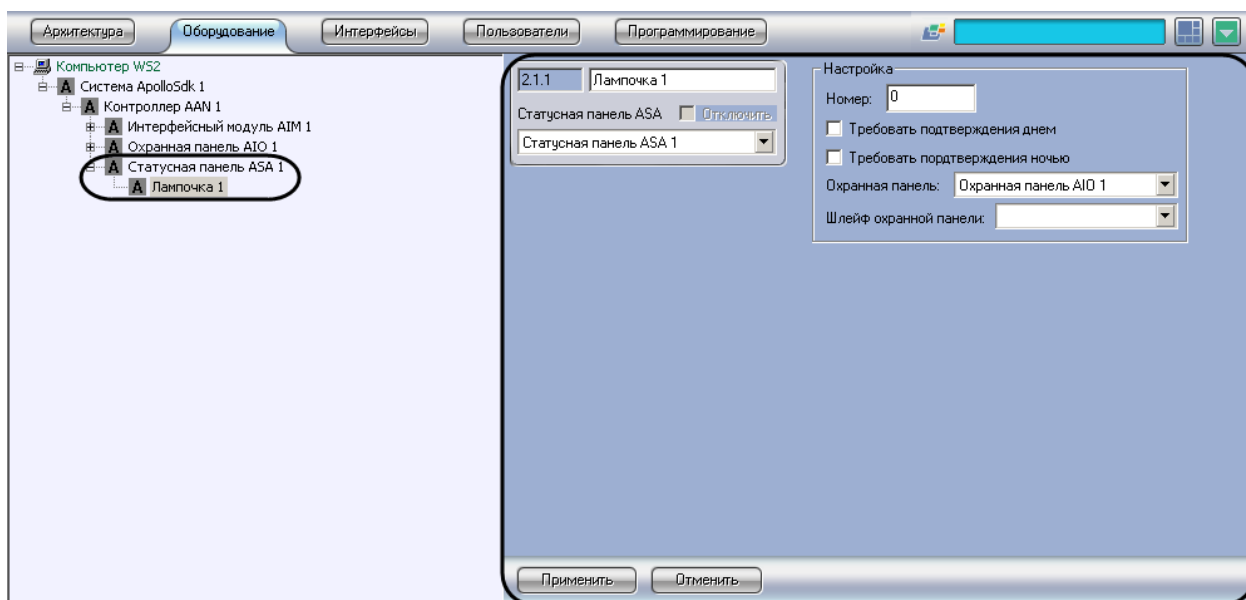 Архитектура Оборудование Интерфейсы Пользователи Программирование
Компьютер WS2
Система ApolloSdk 1
Контроллер AAN 1
Интерфейсный модуль AIM 1
Охранная панель AIO 1
Статусная панель ASA 1
Лампочка 1
2.1.1 Лампочка 1
Статусная панель ASA Отключить
Статусная панель ASA 1
Настройка
Номер: 0
Требовать подтверждения днем
Требовать пордтверждения ночью
Охранная панель: Охранная панель AIO 1
Шлейф охранной панели:
Применить Отменить